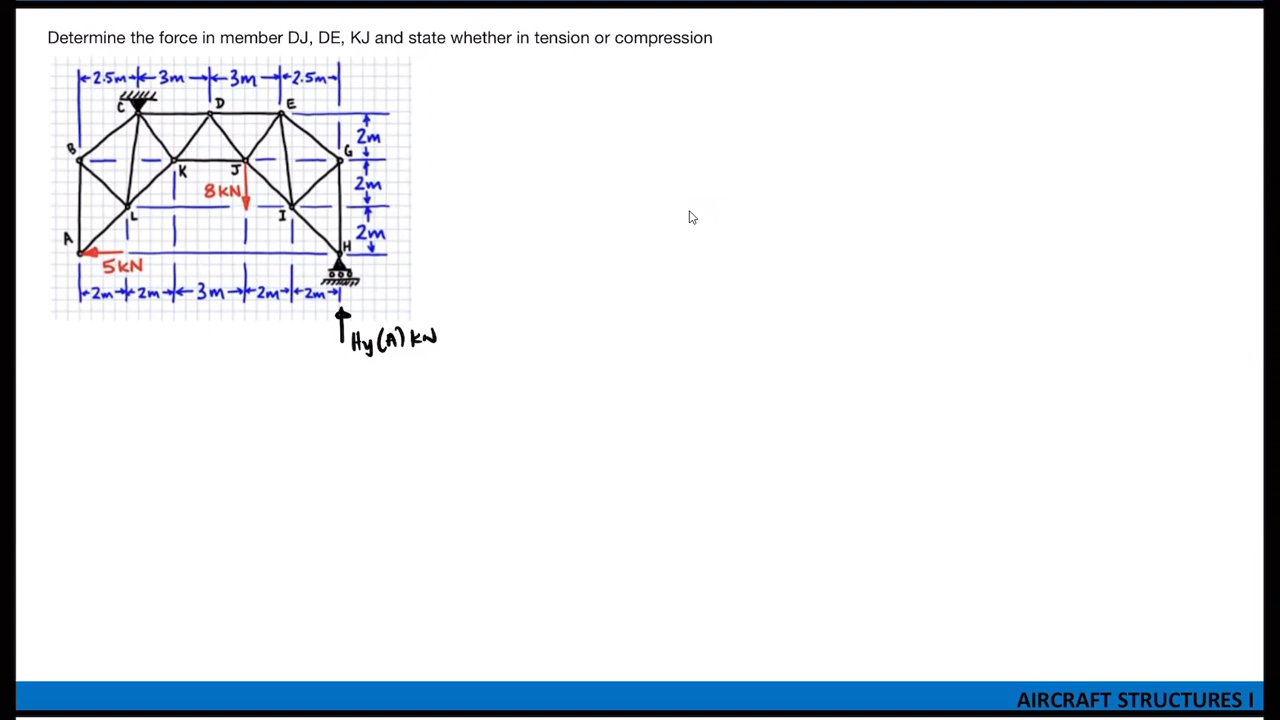 Determine the force in member DJ, DE, KJ and state whether in tension or compression
2.5m 3m 3m 2.5m
C D E
2m
B K J G
8kN 2m
L I
2m
A H
5kN
2m 2m 3m 2m 2m
Hy(A) kN
AIRCRAFT STRUCTURES I